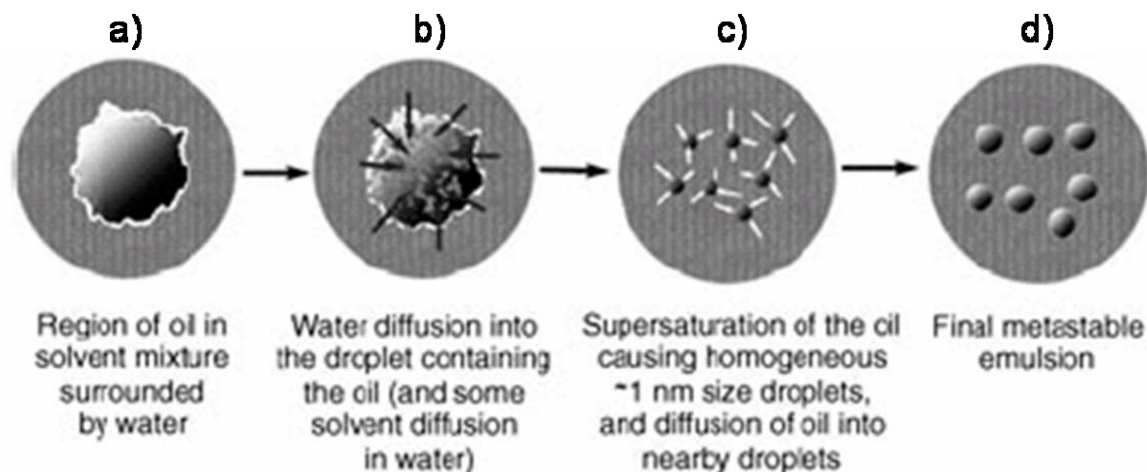 a)
b)
c)
d)
Region of oil in
solvent mixture
surrounded
by water
Water diffusion into
the droplet containing
the oil (and some
solvent diffusion
in water)
Supersaturation of the oil
causing homogeneous
~1 nm size droplets,
and diffusion of oil into
nearby droplets
Final metastable
emulsion